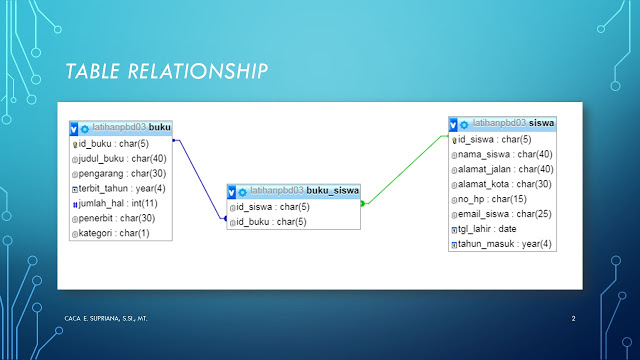 TABLE RELATIONSHIP
latihanpbd03 buku
id_buku : char(5)
judul_buku : char(40)
pengarang : char(30)
terbit_tahun : year(4)
jumlah_hal : int(11)
penerbit : char(30)
kategori : char(1)
latihanpbd03 buku_siswa
id_siswa : char(5)
id_buku : char(5)
latihanpbd03 siswa
id_siswa : char(5)
nama_siswa : char(40)
alamat_jalan : char(40)
alamat_kota : char(30)
no_hp : char(15)
email_siswa : char(25)
tgl_lahir : date
tahun_masuk : year(4)
CACA E. SUPRIANA, S.SI., MT.
2